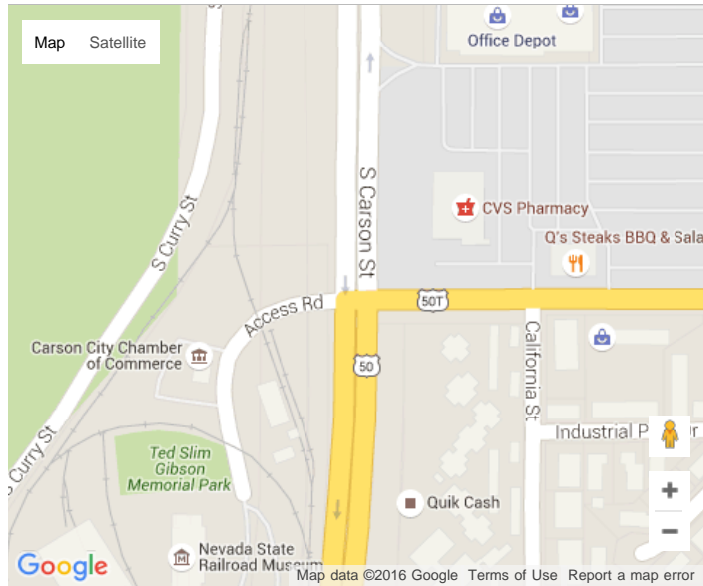 Map Satellite
Office Depot
S Curry St
S Carson St
CVS Pharmacy
Q's Steaks BBQ & Sala
Access Rd
50T
Carson City Chamber
of Commerce
50
California St
S Curry St
Industrial
Ted Slim
Gibson
Memorial Park
Quik Cash
Nevada State
Railroad Museum
Google
Map data ©2016 Google Terms of Use Report a map error